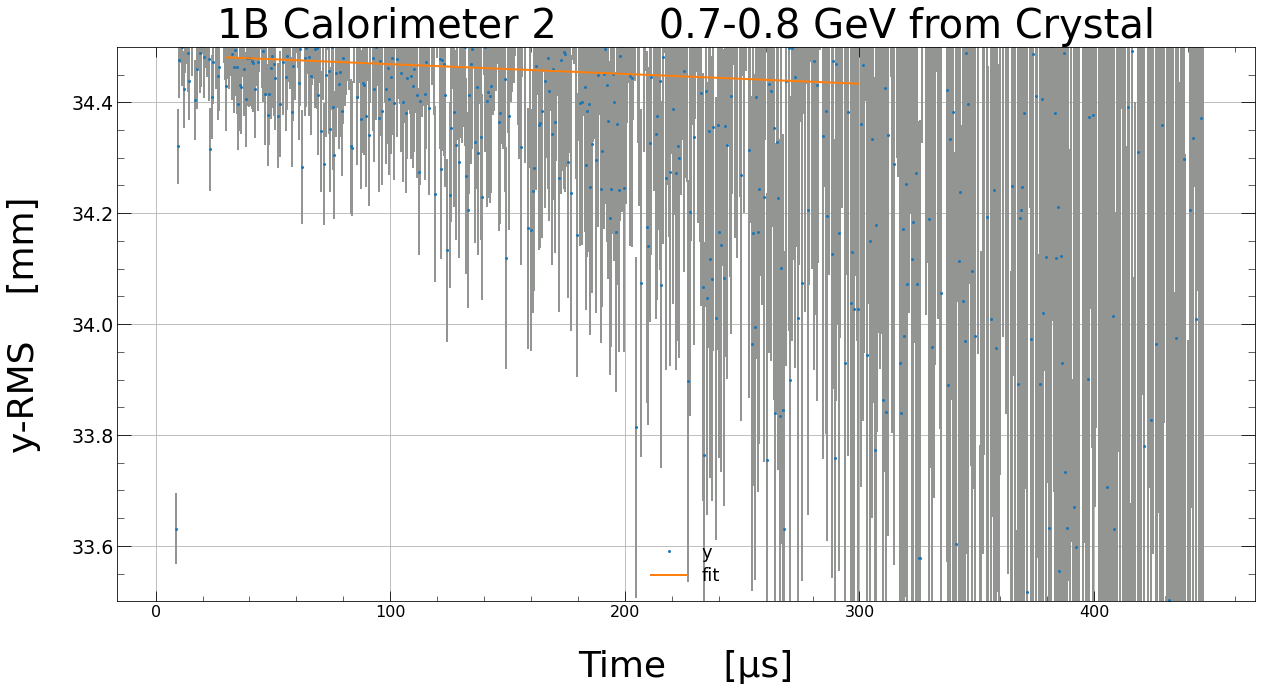 1B Calorimeter 2 0.7-0.8 GeV from Crystal
y-RMS [mm]
34.4
34.2
34.0
33.8
33.6
y
fit
0 100 200 300 400
Time [μs]